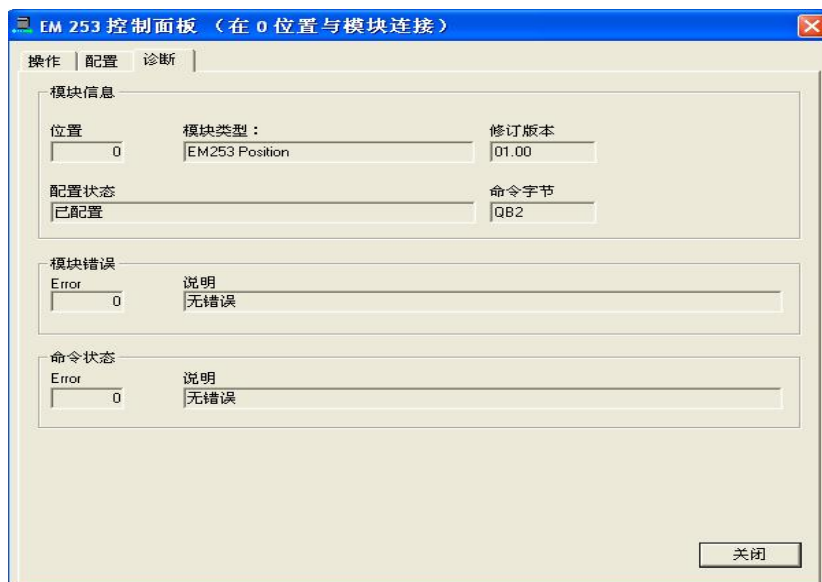 EM 253 控制面板 （在 0 位置与模块连接）
操作 配置 诊断
模块信息
位置 模块类型： 修订版本
0 EM253 Position 01.00
配置状态 命令字节
已配置 QB2
模块错误
Error 说明
0 无错误
命令状态
Error 说明
0 无错误
关闭